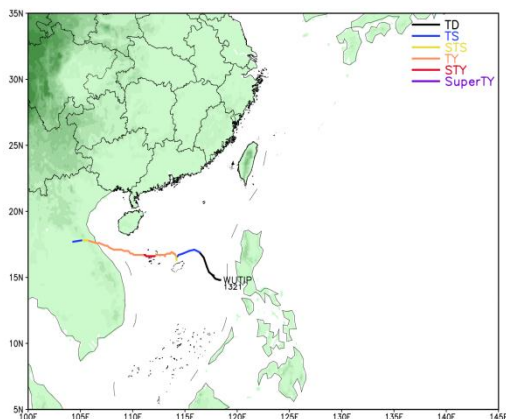 35N
30N
25N
20N
15N
10N
5N
100E
105E
110E
115E
120E
125E
130E
135E
140E
145E
TD
TS
STS
TY
STY
SuperTY
WUTIP
1321